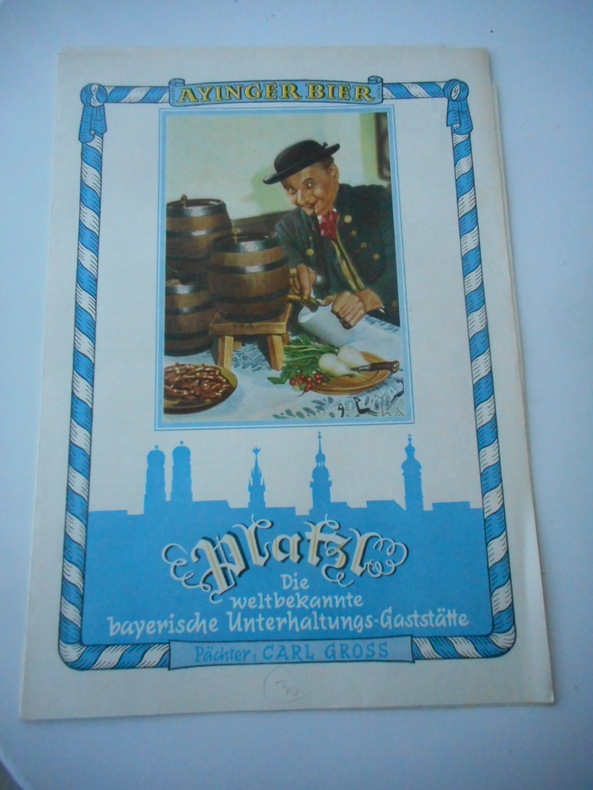 AYINGER BIER
Platzl
Die
weltbekannte
bayerische Unterhaltungs-Gaststätte
Pächter: CARL GROSS